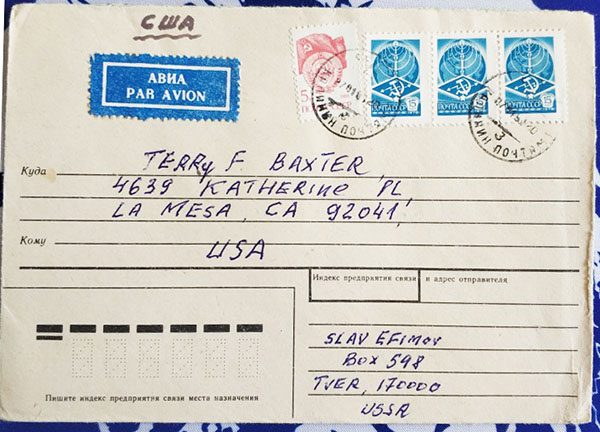 США
АВИА
PAR AVION
5
ПОЧТА СССР
ПОЧТА СССР
ПОЧТА СССР
ПОЧТАМТ
Куда
TERRY F. BAXTER,
4639 KATHERINE PL
LA MESA, CA 92041,
Кому
USA
Индекс предприятия связи и адрес отправителя
SLAV EFIMOV
BOX 598
TVER, 170000
USSR
Пишите индекс предприятия связи места назначения